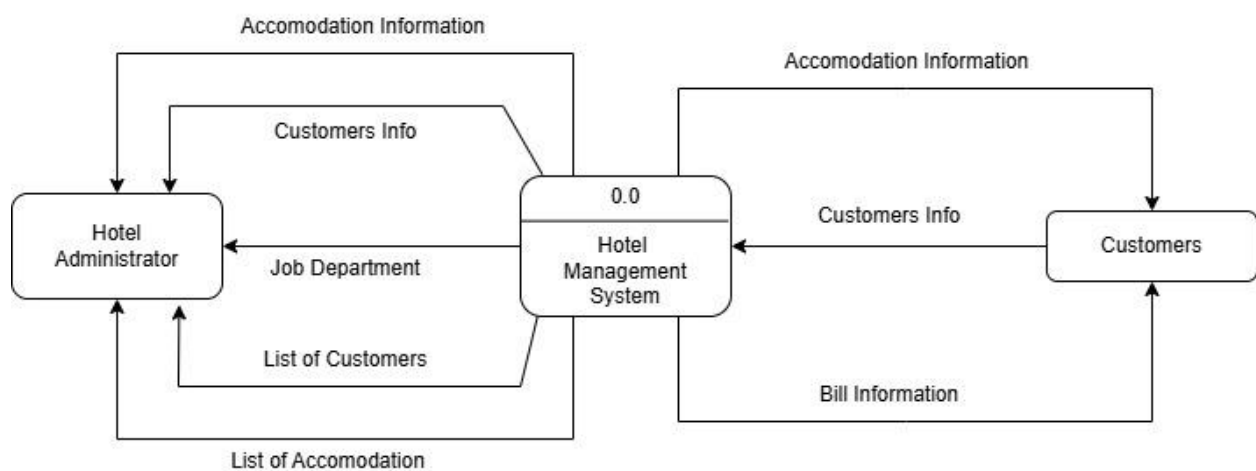 Accomodation Information
Accomodation Information
Customers Info
0.0
Hotel
Administrator
Job Department
Hotel
Management
System
Customers Info
Customers
List of Customers
Bill Information
List of Accomodation